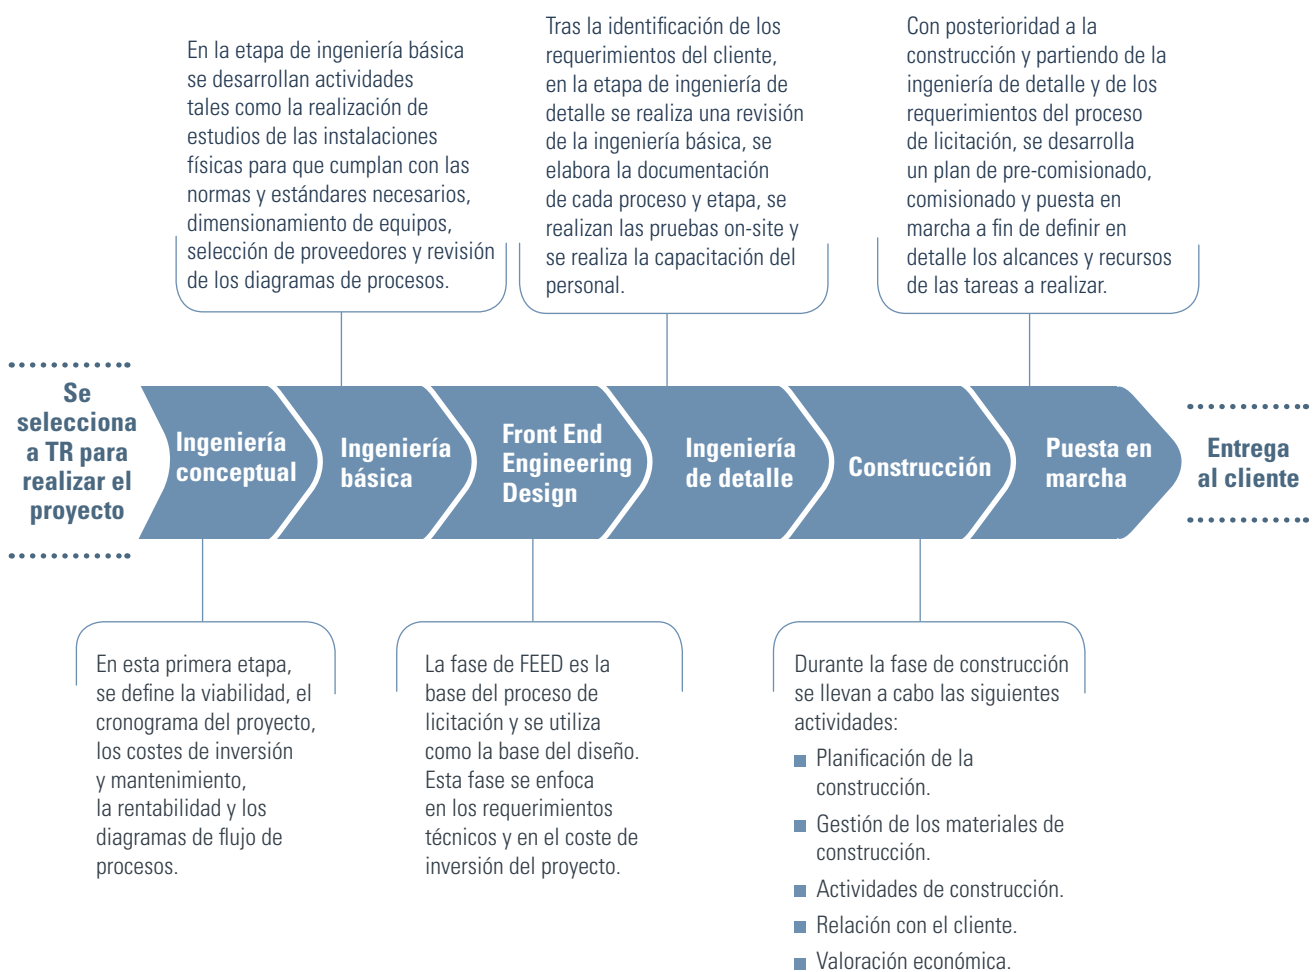 En la etapa de ingeniería básica
se desarrollan actividades
tales como la realización de
estudios de las instalaciones
físicas para que cumplan con las
normas y estándares necesarios,
dimensionamiento de equipos,
selección de proveedores y revisión
de los diagramas de procesos.
Tras la identificación de los
requerimientos del cliente,
en la etapa de ingeniería de
detalle se realiza una revisión
de la ingeniería básica, se
elabora la documentación
de cada proceso y etapa, se
realizan las pruebas on-site y
se realiza la capacitación del
personal.
Con posterioridad a la
construcción y partiendo de la
ingeniería de detalle y de los
requerimientos del proceso
de licitación, se desarrolla
un plan de pre-comisionado,
comisionado y puesta en
marcha a fin de definir en
detalle los alcances y recursos
de las tareas a realizar.
Se
selecciona
a TR para
realizar el
proyecto
Ingeniería
conceptual
Ingeniería
básica
Front End
Engineering
Design
Ingeniería
de detalle
Construcción
Puesta en
marcha
Entrega
al cliente
En esta primera etapa,
se define la viabilidad, el
cronograma del proyecto,
los costes de inversión
y mantenimiento,
la rentabilidad y los
diagramas de flujo de
procesos.
La fase de FEED es la
base del proceso de
licitación y se utiliza
como la base del diseño.
Esta fase se enfoca
en los requerimientos
técnicos y en el coste de
inversión del proyecto.
Durante la fase de construcción
se llevan a cabo las siguientes
actividades:
Planificación de la
construcción.
Gestión de los materiales de
construcción.
Actividades de construcción.
Relación con el cliente.
Valoración económica.